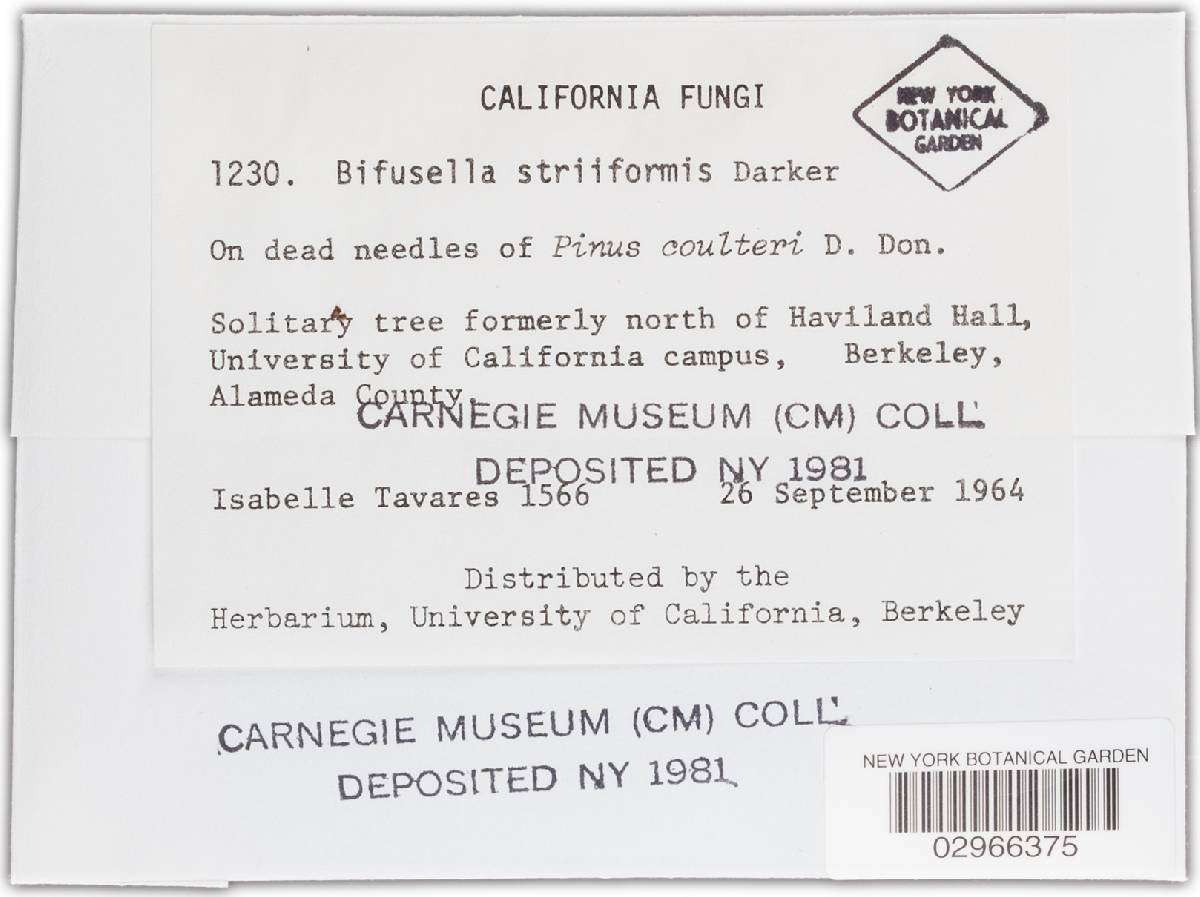 CALIFORNIA FUNGI
NEW YORK
BOTANICAL
GARDEN
1230. Bifusella striiformis Darker
On dead needles of Pinus coulteri D. Don.
Solitary tree formerly north of Haviland Hall,
University of California campus, Berkeley,
Alameda County.
CARNEGIE MUSEUM (CM) COLL.
DEPOSITED NY 1981
Isabelle Tavares 1566 26 September 1964
Distributed by the
Herbarium, University of California, Berkeley
CARNEGIE MUSEUM (CM) COLL.
DEPOSITED NY 1981
NEW YORK BOTANICAL GARDEN
02966375